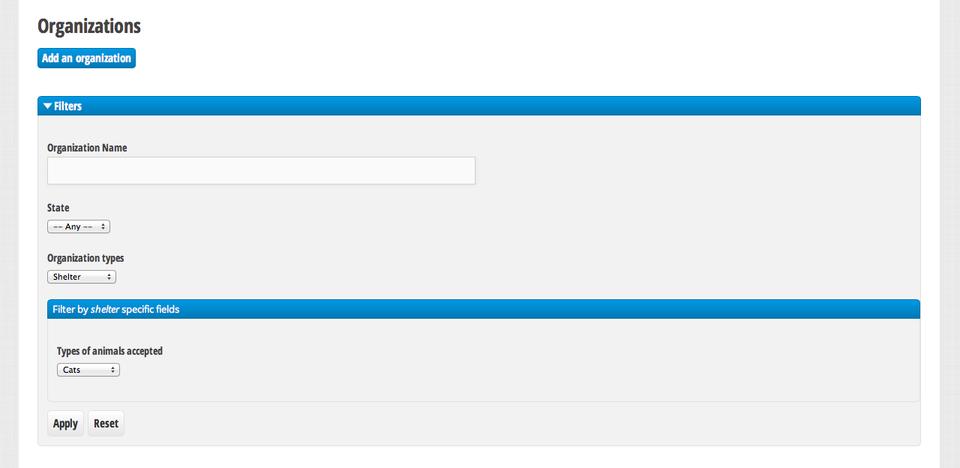 Organizations
Add an organization
Filters
Organization Name
State
-- Any --
Organization types
Shelter
Filter by shelter specific fields
Types of animals accepted
Cats
Apply Reset